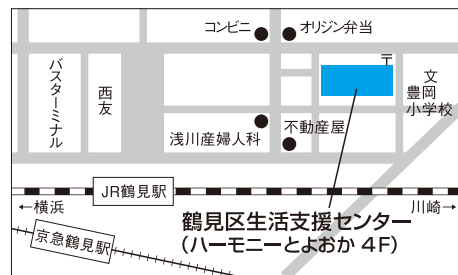 コンビニ
オリジン弁当
〒
バスターミナル
西友
文
豊岡
小学校
浅川産婦人科
不動産屋
JR鶴見駅
←横浜
川崎→
鶴見区生活支援センター
(ハーモニーとよおか 4F)
京急鶴見駅